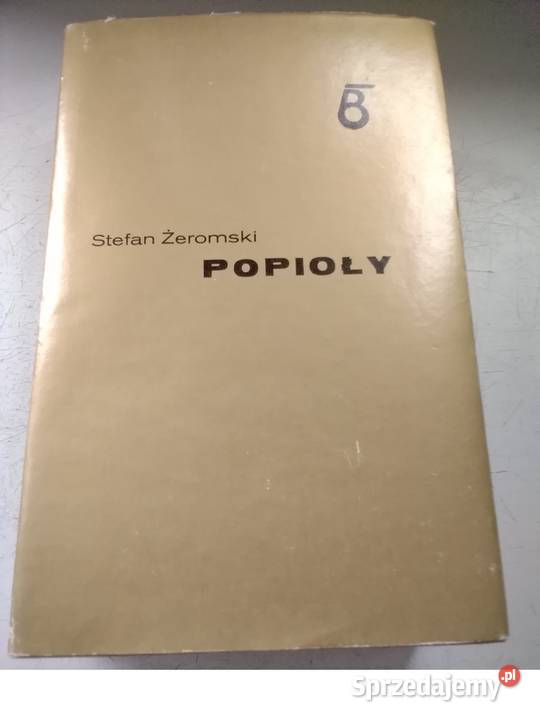 B
Stefan Żeromski
POPIOŁY
Sprzedajemy.pl